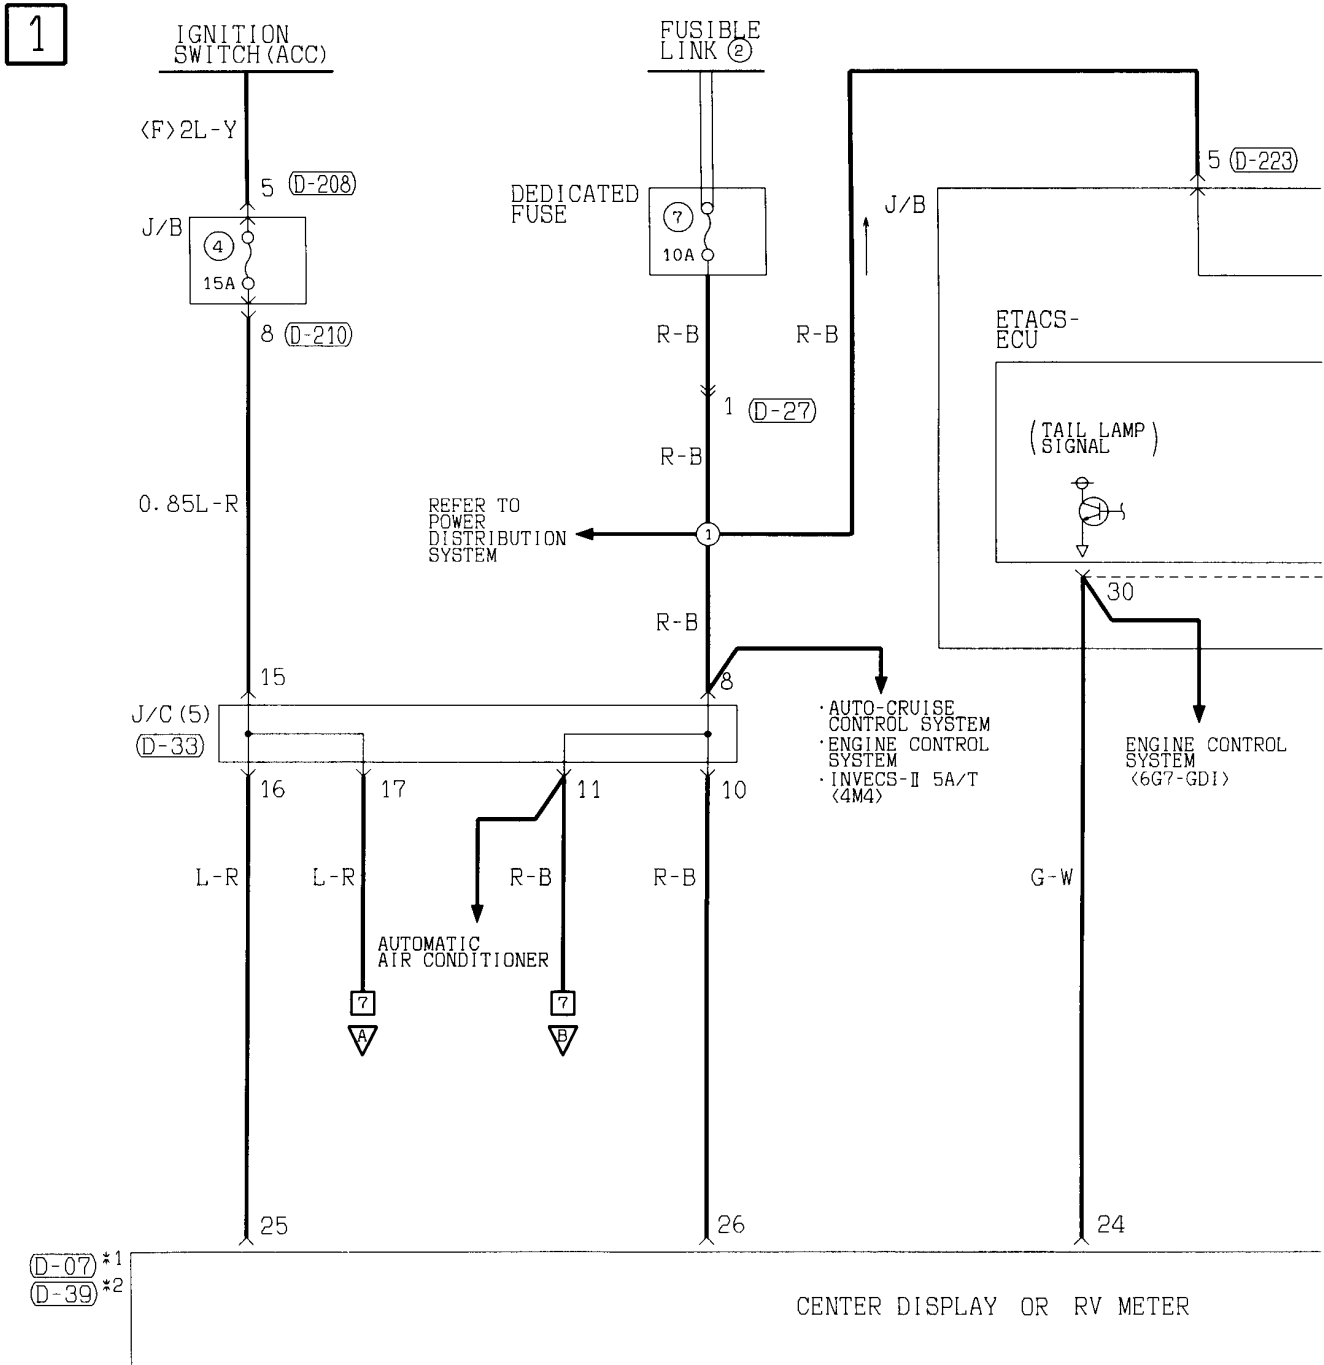 1
IGNITION
SWITCH(ACC)
FUSIBLE
LINK ②
<F>2L-Y
5 (D-208)
5 (D-223)
DEDICATED
FUSE
J/B
J/B
4
15A
7
10A
8 (D-210)
R-B
R-B
ETACS-
ECU
1 (D-27)
(TAIL LAMP
SIGNAL)
R-B
0.85L-R
REFER TO
POWER
DISTRIBUTION
SYSTEM
1
30
R-B
15
8
J/C(5)
(D-33)
·AUTO-CRUISE
CONTROL SYSTEM
·ENGINE CONTROL
SYSTEM
·INVECS-Ⅱ 5A/T
<4M4>
ENGINE CONTROL
SYSTEM
<6G7-GDI>
16
17
11
10
L-R
L-R
R-B
R-B
G-W
AUTOMATIC
AIR CONDITIONER
7
7
A
B
25
26
24
(D-07)*1
(D-39)*2
CENTER DISPLAY OR RV METER